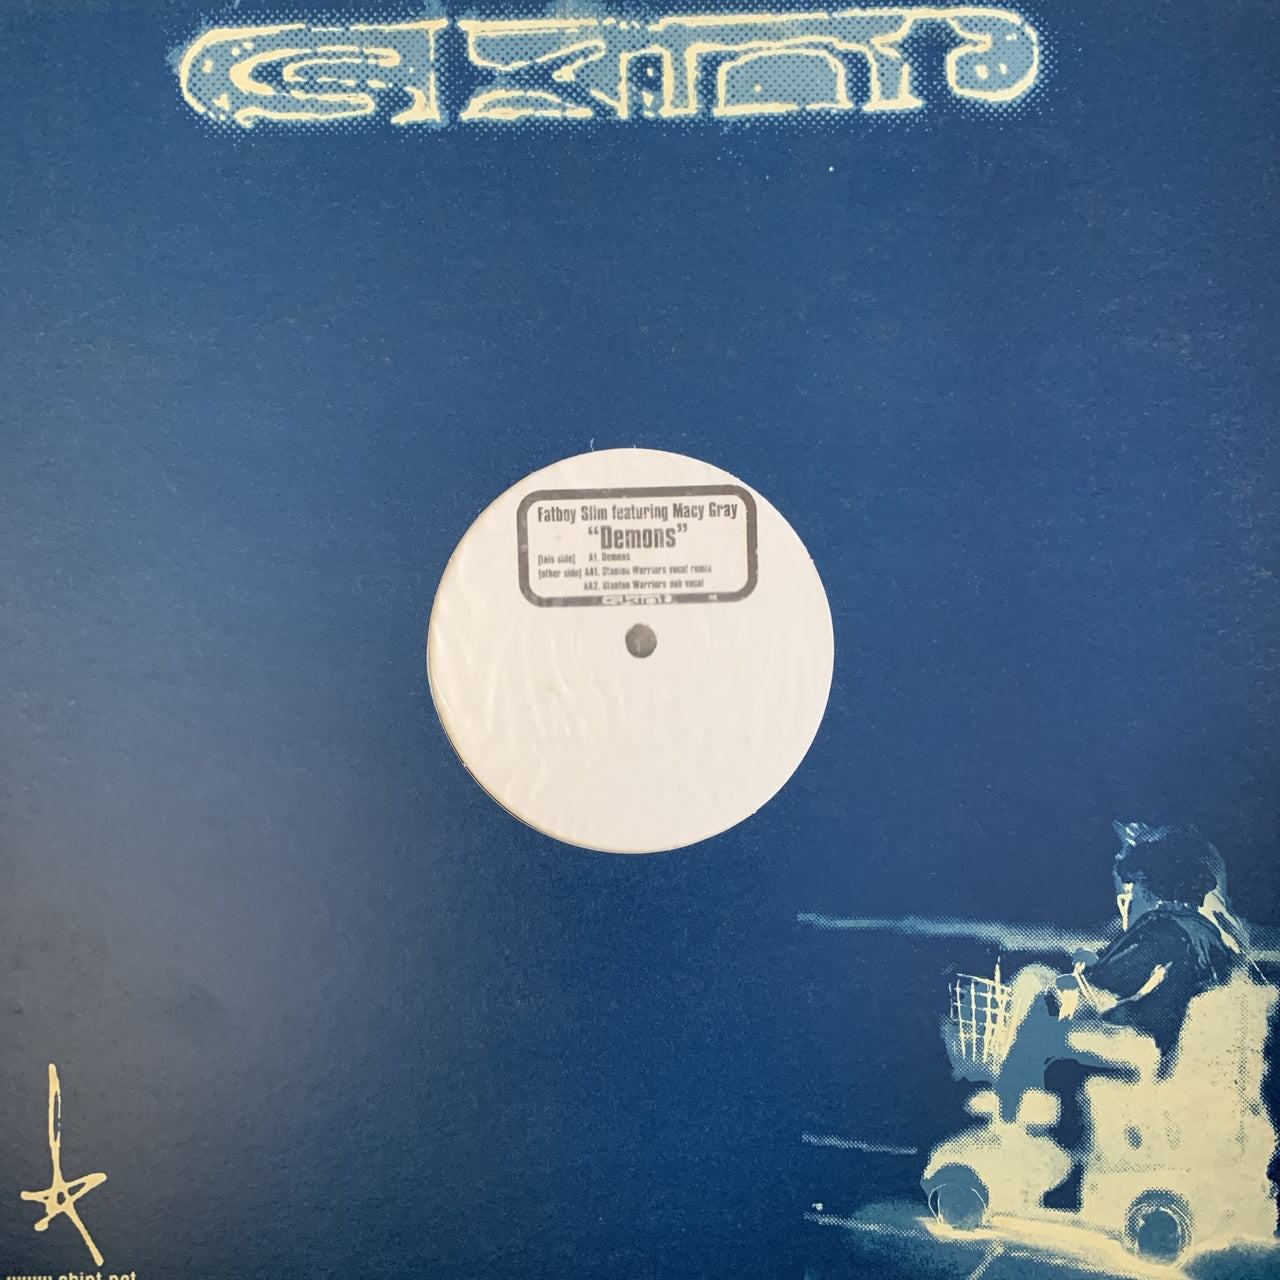 skint
Fatboy Slim featuring Macy Gray
“Demons”
[this side] A1. Demons
[other side] AA1. Stanton Warriors vocal remix
AA2. Stanton Warriors dub vocal
skint
www.skint.net